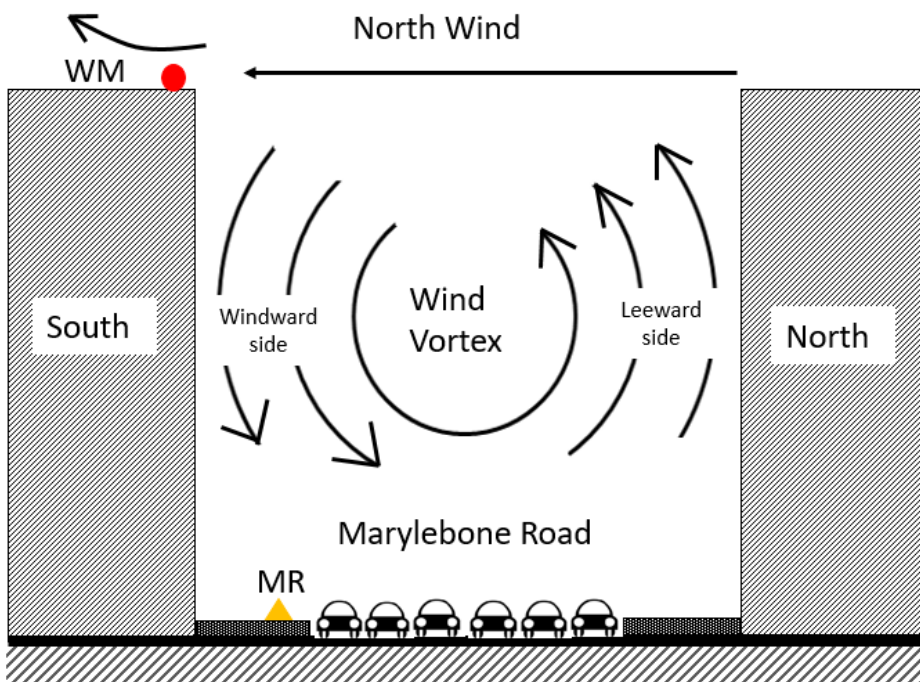 North Wind
WM
Wind
Vortex
Windward
side
Leeward
side
South
North
Marylebone Road
MR